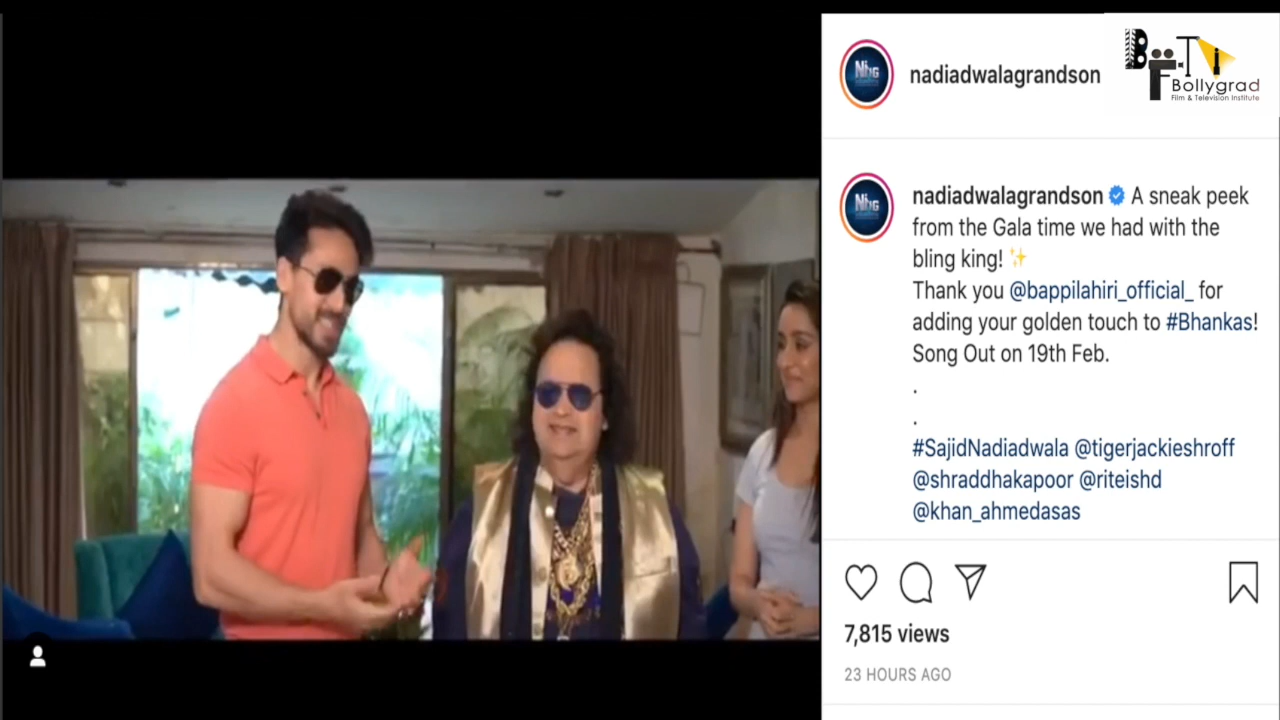 nadiadwalagrandson
BFTI
Bollygrad
Film & Television Institute
nadiadwalagrandson A sneak peek
from the Gala time we had with the
bling king! ✨
Thank you @bappilahiri_official_ for
adding your golden touch to #Bhankas!
Song Out on 19th Feb.
.
.
#SajidNadiadwala @tigerjackieshroff
@shraddhakapoor @riteishd
@khan_ahmedasas
7,815 views
23 HOURS AGO